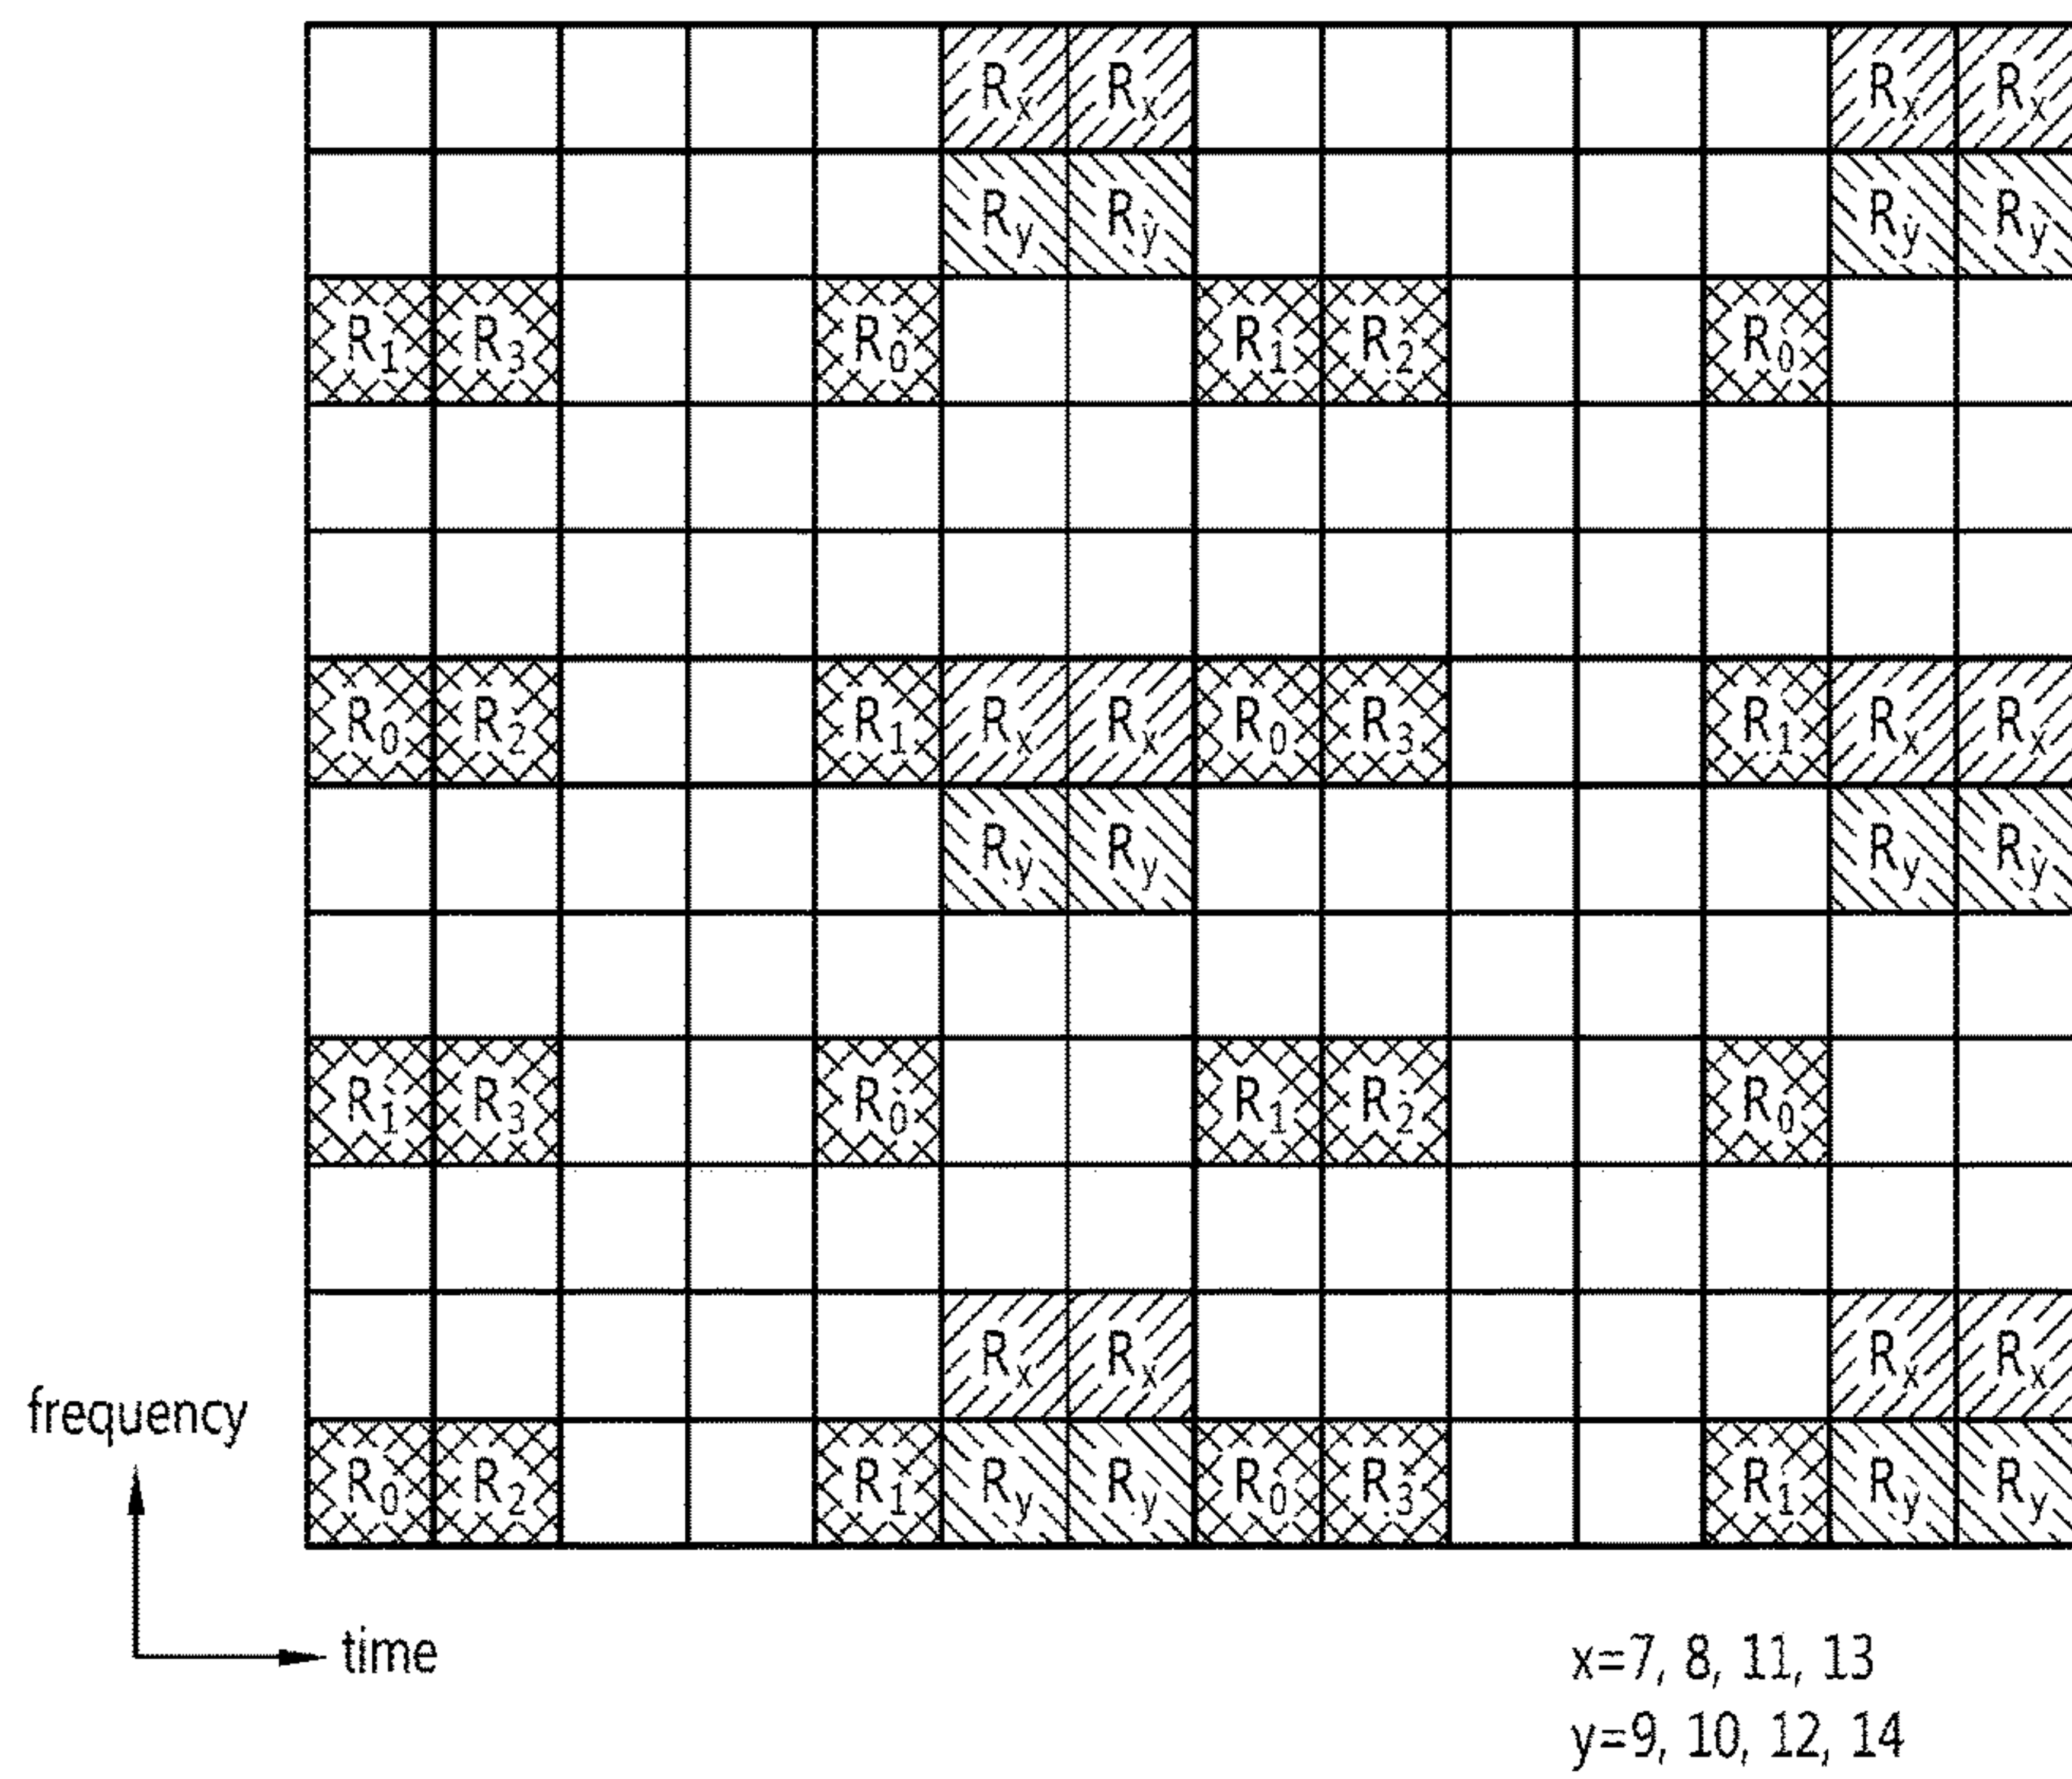 Rx Rx Rx Rx
Ry Ry Ry Ry
R1 R3 R0 R1 R2 R0
R0 R2 R1 Rx Rx R0 R3 R1 Rx Rx
Ry Ry Ry Ry
R1 R3 R0 R1 R2 R0
Rx Rx Rx Rx
R0 R2 R1 Ry Ry R0 R3 R1 Ry Ry
frequency
time
x=7, 8, 11, 13
y=9, 10, 12, 14